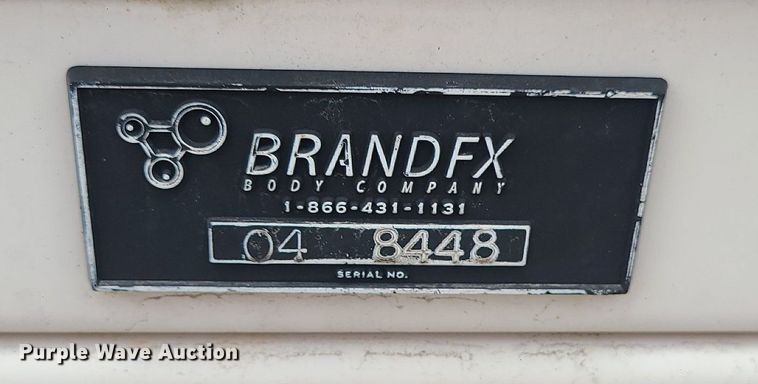 BRANDFX
BODY COMPANY
1-866-431-1131
04 8448
SERIAL NO.
Purple Wave Auction